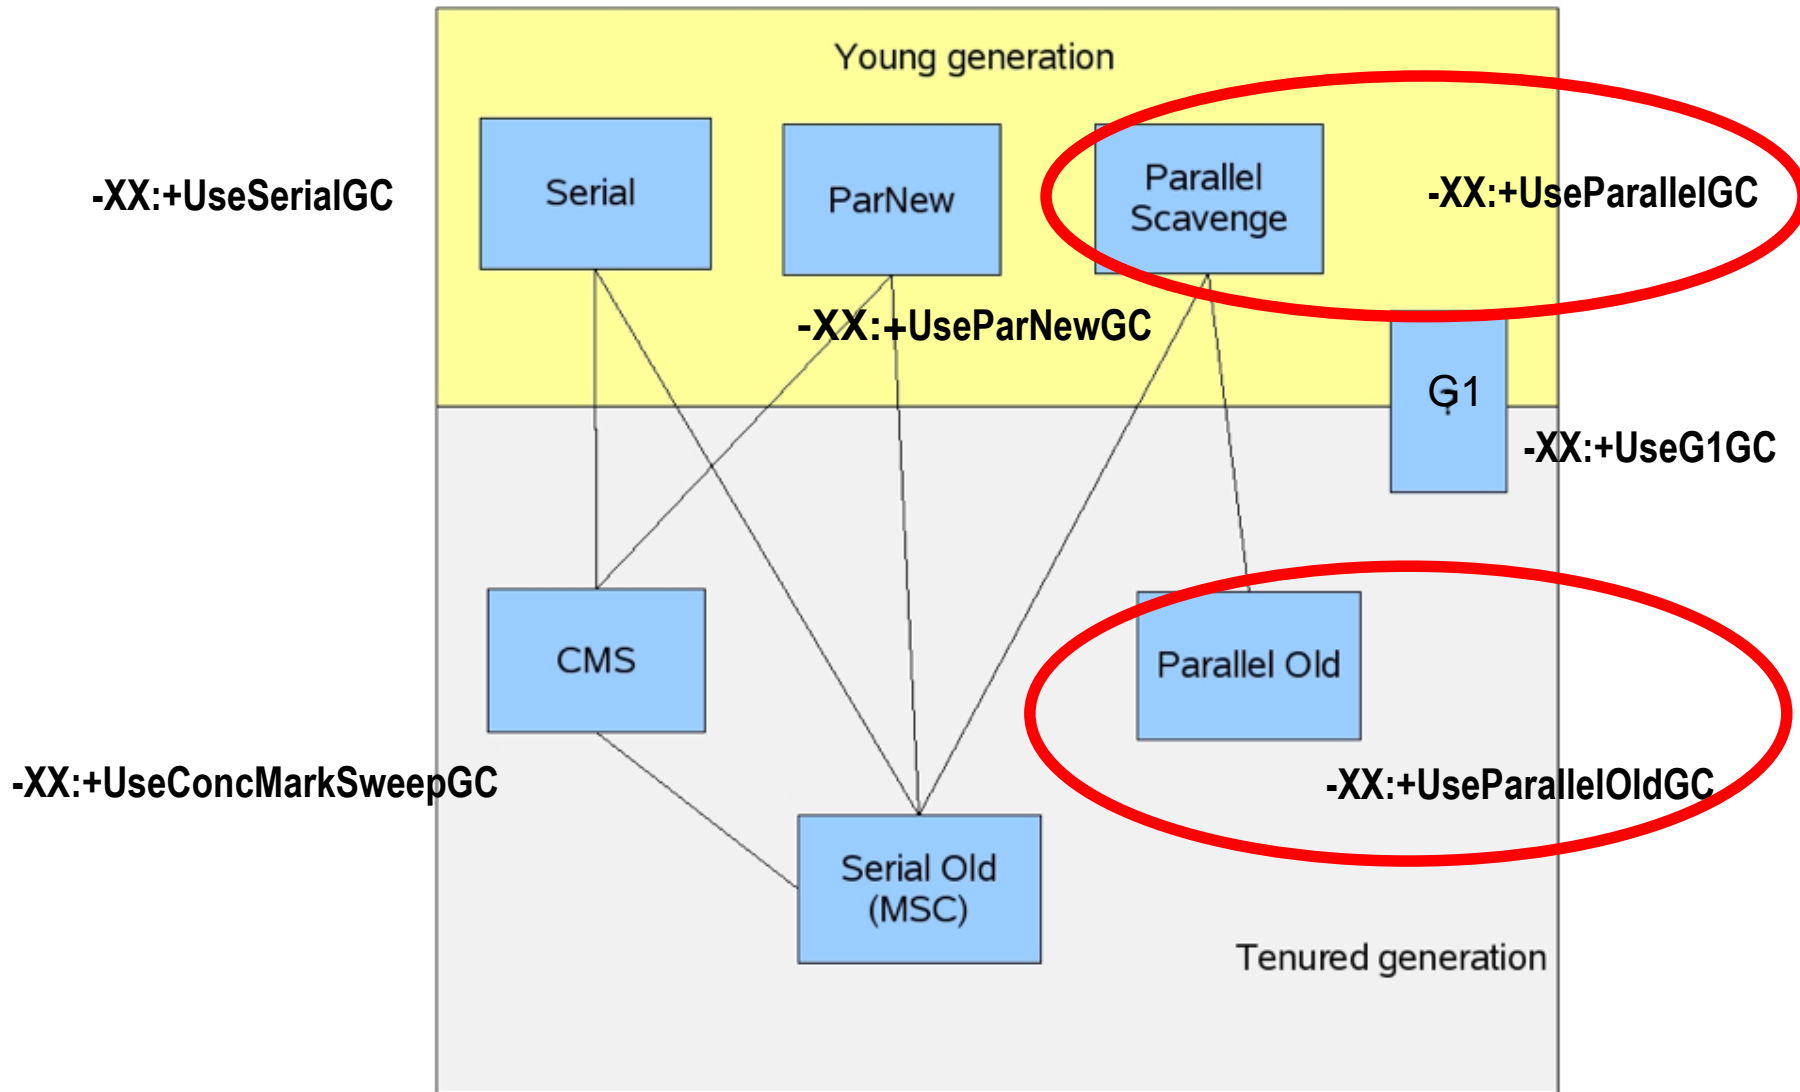 Young generation
-XX:+UseSerialGC
Serial
ParNew
Parallel
Scavenge
-XX:+UseParallelGC
-XX:+UseParNewGC
G1
-XX:+UseG1GC
CMS
Parallel Old
-XX:+UseConcMarkSweepGC
-XX:+UseParallelOldGC
Serial Old
(MSC)
Tenured generation